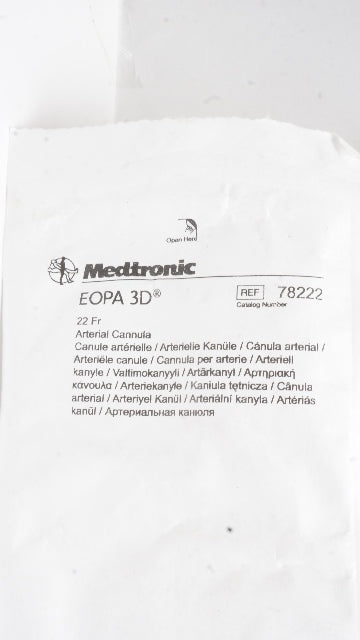 Open Here
Medtronic
EOPA 3D®
REF 78222
Catalog Number
22 Fr
Arterial Cannula
Canule artérielle / Arterielle Kanüle / Cánula arterial /
Arteriële canule / Cannula per arterie / Arteriell
kanyle / Valtimokanyyli / Artärkanyl / Αρτηριακή
κάνουλα / Arteriekanyle / Kaniula tętnicza / Cânula
arterial / Arteriyel Kanül / Arteriální kanyla / Artériás
kanül / Артериальная канюля